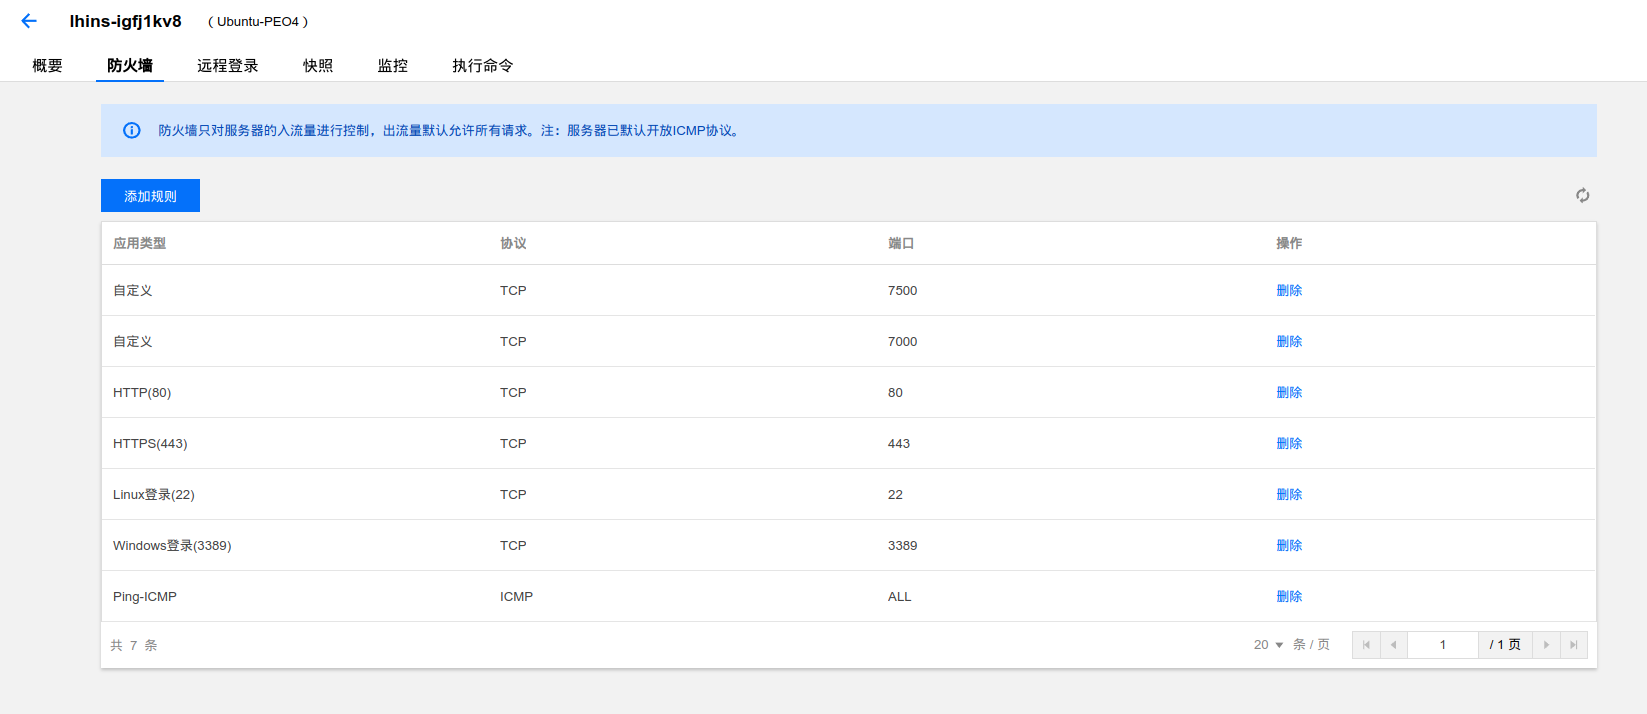 lhins-igfj1kv8 （Ubuntu-PEO4）
概要 防火墙 远程登录 快照 监控 执行命令
防火墙只对服务器的入流量进行控制，出流量默认允许所有请求。注：服务器已默认开放ICMP协议。
添加规则
应用类型 协议 端口 操作
自定义 TCP 7500 删除
自定义 TCP 7000 删除
HTTP(80) TCP 80 删除
HTTPS(443) TCP 443 删除
Linux登录(22) TCP 22 删除
Windows登录(3389) TCP 3389 删除
Ping-ICMP ICMP ALL 删除
共 7 条 20 条 / 页 1 / 1 页